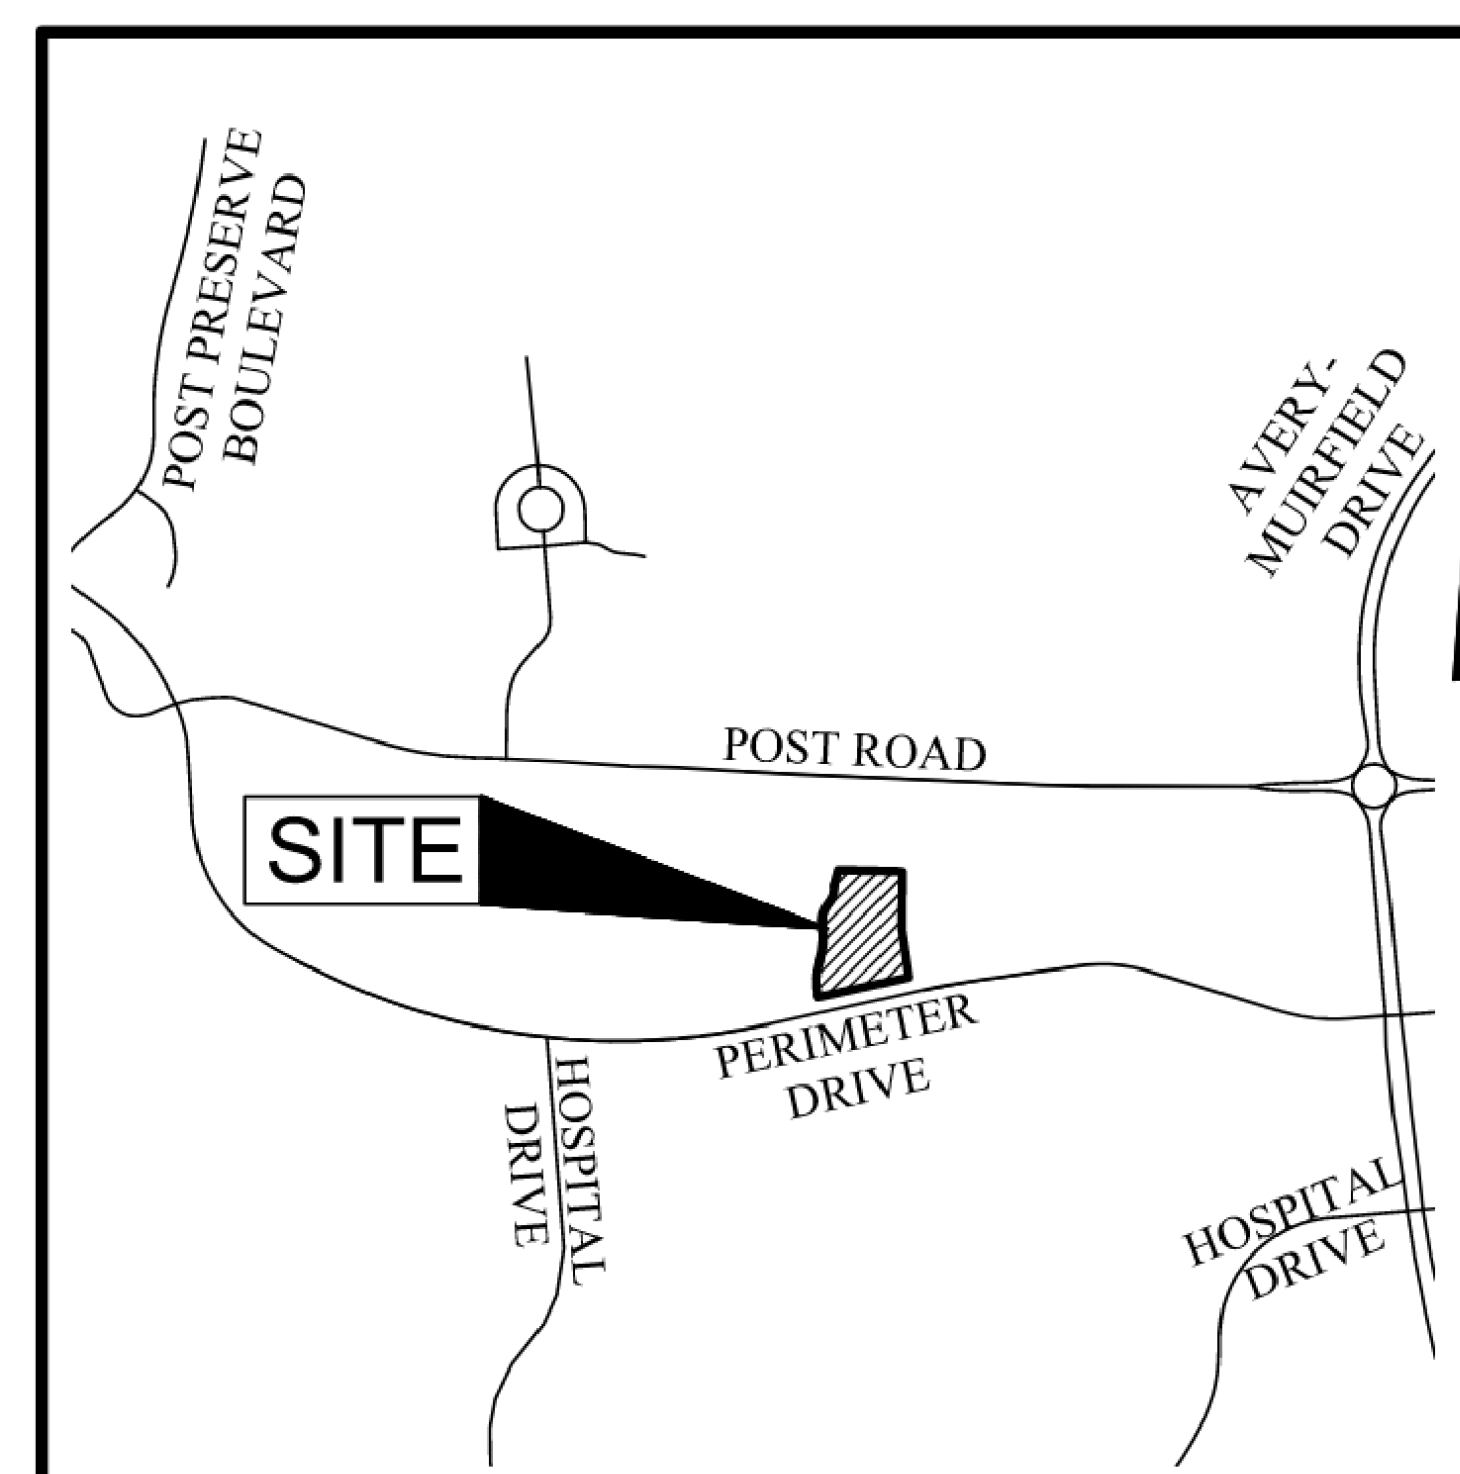 POST PRESERVE
BOULEVARD
AVERY-
MUIRFIELD
DRIVE
POST ROAD
SITE
PERIMETER
DRIVE
HOSPITAL
DRIVE
HOSPITAL
DRIVE